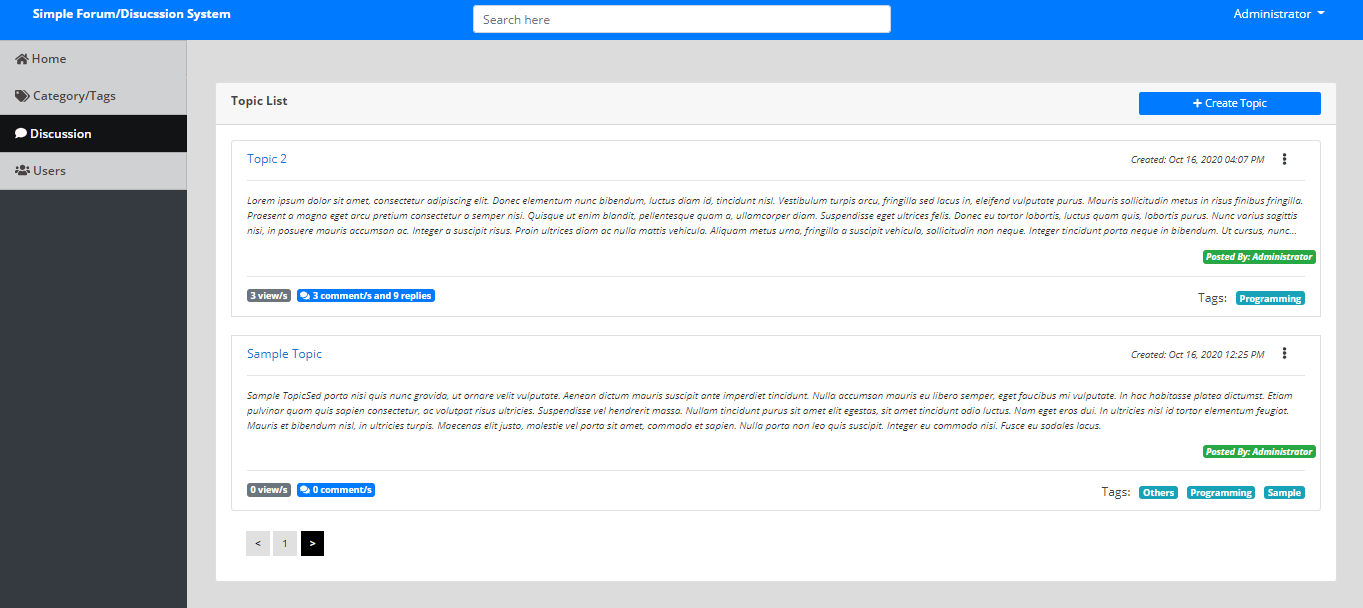 Simple Forum/Disucssion System
Search here
Administrator
Home
Category/Tags
Discussion
Users
Topic List
+ Create Topic
Topic 2
Created: Oct 16, 2020 04:07 PM
Lorem ipsum dolor sit amet, consectetur adipiscing elit. Donec elementum nunc bibendum, luctus diam id, tincidunt nisl. Vestibulum turpis arcu, fringilla sed lacus in, eleifend vulputate purus. Mauris sollicitudin metus in risus finibus fringilla.
Praesent a magna eget arcu pretium consectetur a semper nisi. Quisque ut enim blandit, pellentesque quam a, ullamcorper diam. Suspendisse eget ultrices felis. Donec eu tortor lobortis, luctus quam quis, lobortis purus. Nunc varius sagittis
nisi, in posuere mauris accumsan ac. Integer a suscipit risus. Proin ultrices diam ac nulla mattis vehicula. Aliquam metus urna, fringilla a suscipit vehicula, sollicitudin non neque. Integer tincidunt porta neque in bibendum. Ut cursus, nunc...
Posted By: Administrator
3 view/s 3 comment/s and 9 replies
Tags: Programming
Sample Topic
Created: Oct 16, 2020 12:25 PM
Sample TopicSed porta nisi quis nunc gravida, ut ornare velit vulputate. Aenean dictum mauris suscipit ante imperdiet tincidunt. Nulla accumsan mauris eu libero semper, eget faucibus mi vulputate. In hac habitasse platea dictumst. Etiam
pulvinar quam quis sapien consectetur, ac volutpat risus ultricies. Suspendisse vel hendrerit massa. Nullam tincidunt purus sit amet elit egestas, sit amet tincidunt odio luctus. Nam eget eros dui. In ultricies nisl id tortor elementum feugiat.
Mauris et bibendum nisl, in ultricies turpis. Maecenas elit justo, molestie vel porta sit amet, commodo et sapien. Nulla porta non leo quis suscipit. Integer eu commodo nisi. Fusce eu sodales lacus.
Posted By: Administrator
0 view/s 0 comment/s
Tags: Others Programming Sample
< 1 >